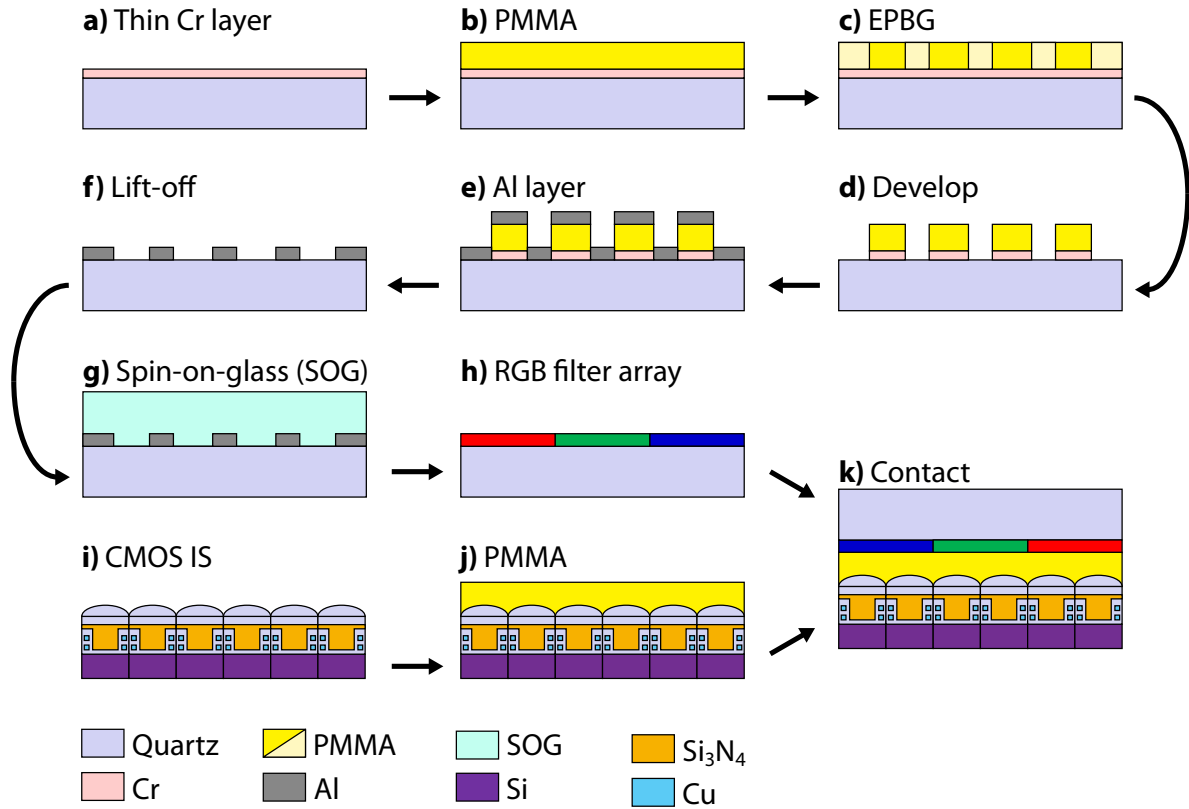 a) Thin Cr layer
b) PMMA
c) EPBG
f) Lift-off
e) Al layer
d) Develop
g) Spin-on-glass (SOG)
h) RGB filter array
k) Contact
i) CMOS IS
j) PMMA
Quartz
PMMA
SOG
Si₃N₄
Cr
Al
Si
Cu